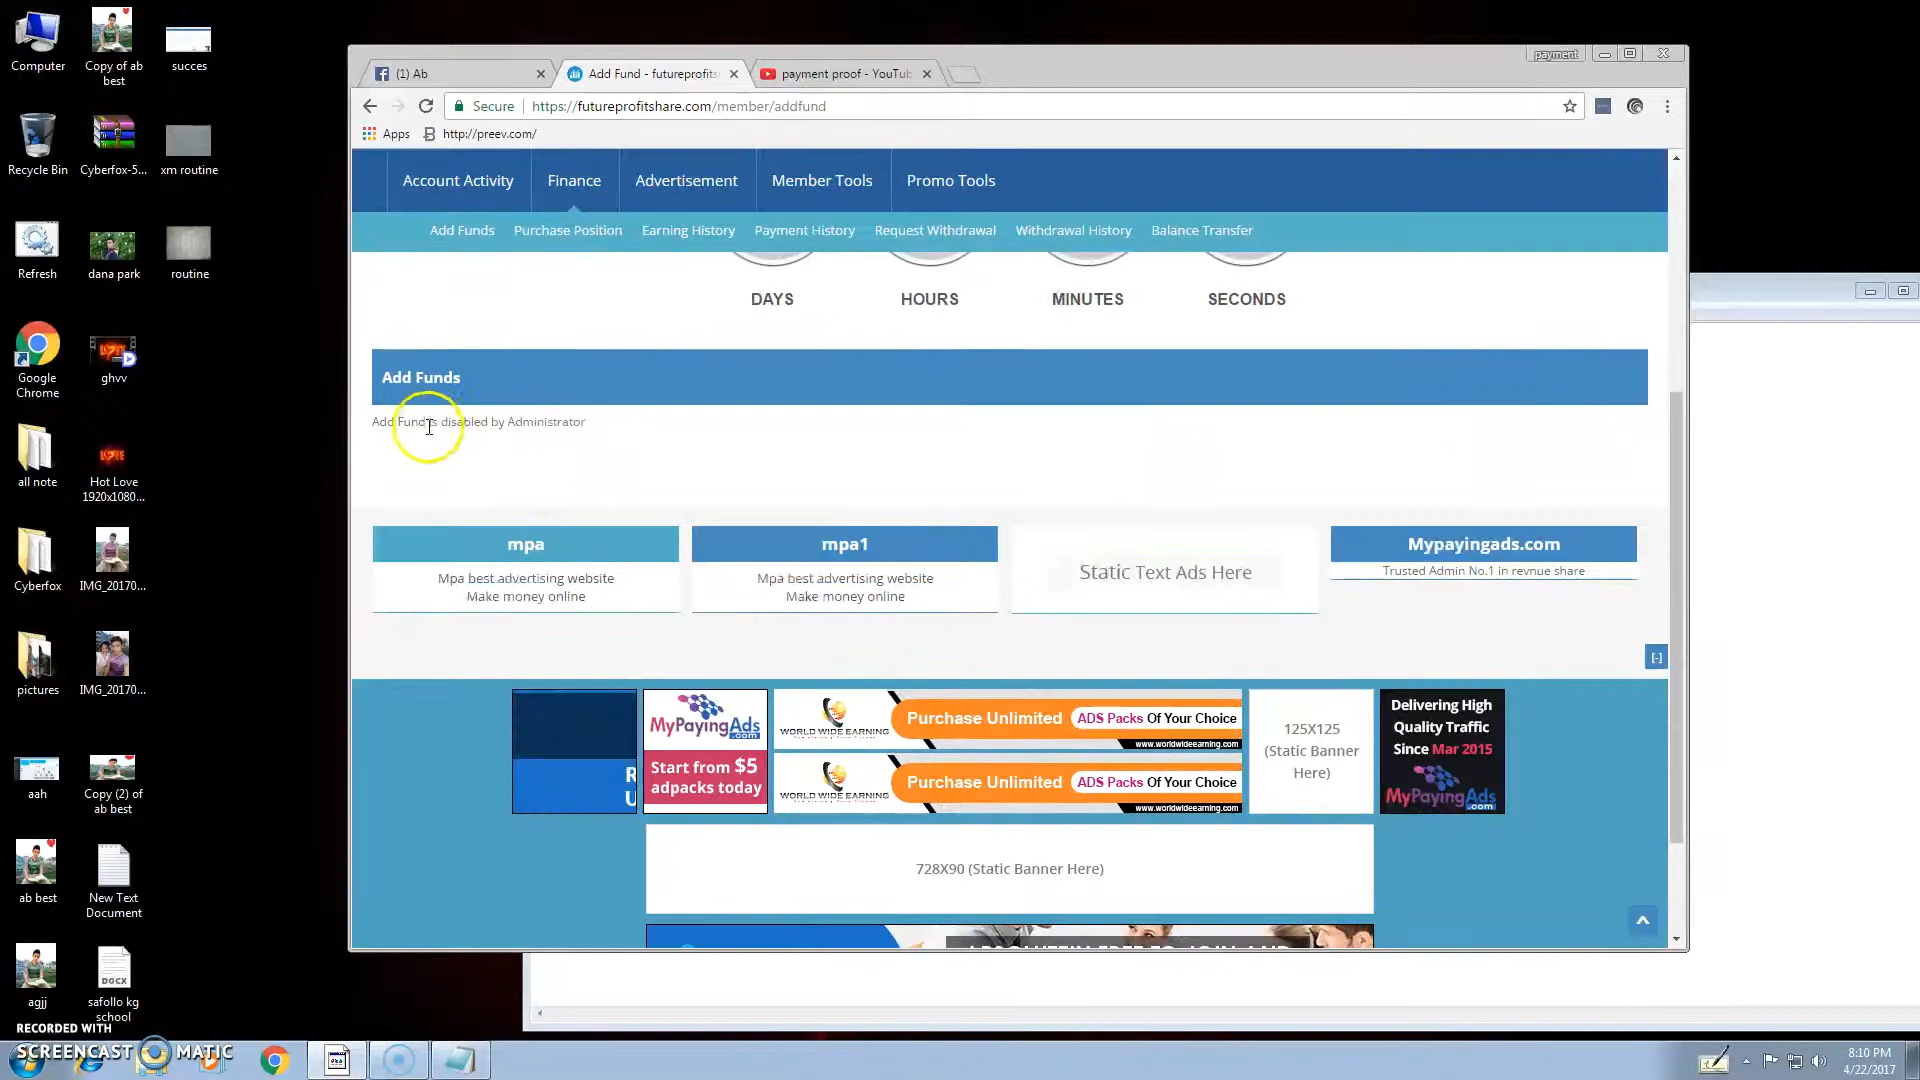 Computer
Copy of ab
best
succes
Recycle Bin
Cyberfox-5...
xm routine
Refresh
dana park
routine
Google
Chrome
ghvv
all note
Hot Love
1920x1080...
Cyberfox
IMG_20170...
pictures
IMG_20170...
aah
Copy (2) of
ab best
ab best
New Text
Document
agjj
DOCX
safollo kg
school
payment
(1) Ab
Add Fund - futureprofits
payment proof - YouTub
Secure
https://futureprofitshare.com/member/addfund
Apps
http://preev.com/
Account Activity
Finance
Advertisement
Member Tools
Promo Tools
Add Funds
Purchase Position
Earning History
Payment History
Request Withdrawal
Withdrawal History
Balance Transfer
DAYS
HOURS
MINUTES
SECONDS
Add Funds
Add Fund is disabled by Administrator
mpa
Mpa best advertising website
Make money online
mpa1
Mpa best advertising website
Make money online
Static Text Ads Here
Mypayingads.com
Trusted Admin No.1 in revnue share
[-]
R
U
MyPayingAds
.com
Start from $5
adpacks today
WORLD WIDE EARNING
Purchase Unlimited ADS Packs Of Your Choice
www.worldwideearning.com
WORLD WIDE EARNING
Purchase Unlimited ADS Packs Of Your Choice
www.worldwideearning.com
125X125
(Static Banner
Here)
Delivering High
Quality Traffic
Since Mar 2015
MyPayingAds
.com
728X90 (Static Banner Here)
RECORDED WITH
SCREENCAST MATIC
8:10 PM
4/22/2017